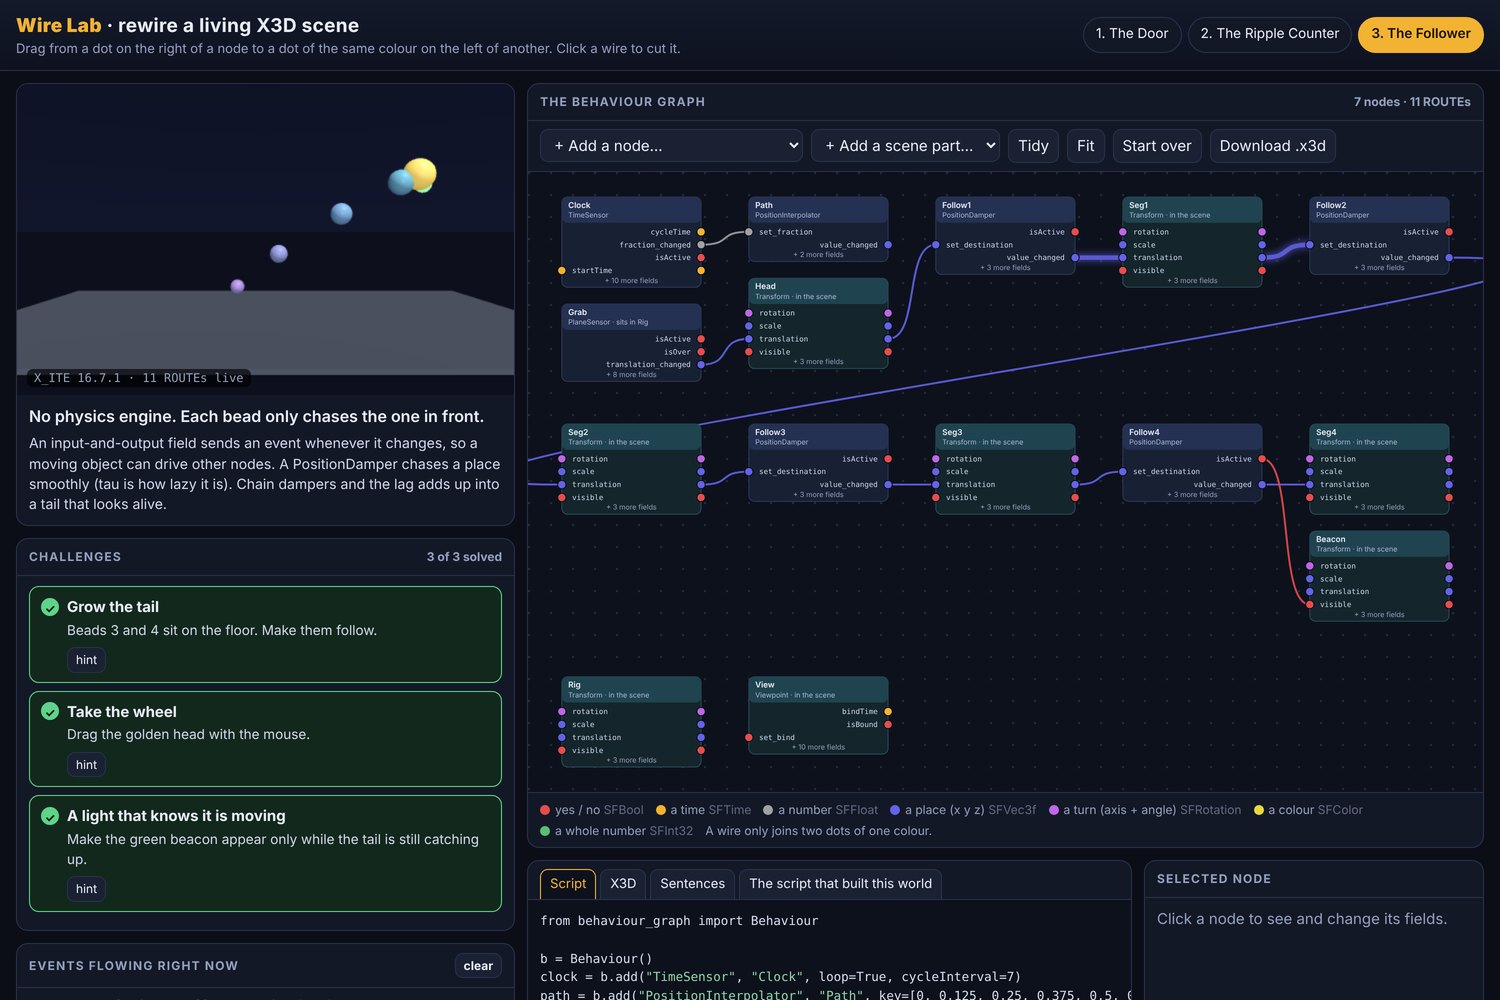 Wire Lab · rewire a living X3D scene
Drag from a dot on the right of a node to a dot of the same colour on the left of another. Click a wire to cut it.
1. The Door
2. The Ripple Counter
3. The Follower
X_ITE 16.7.1 · 11 ROUTEs live
No physics engine. Each bead only chases the one in front.
An input-and-output field sends an event whenever it changes, so a
moving object can drive other nodes. A PositionDamper chases a place
smoothly (tau is how lazy it is). Chain dampers and the lag adds up into
a tail that looks alive.
CHALLENGES
3 of 3 solved
Grow the tail
Beads 3 and 4 sit on the floor. Make them follow.
hint
Take the wheel
Drag the golden head with the mouse.
hint
A light that knows it is moving
Make the green beacon appear only while the tail is still catching
up.
hint
EVENTS FLOWING RIGHT NOW
clear
THE BEHAVIOUR GRAPH
7 nodes · 11 ROUTES
+ Add a node...
+ Add a scene part...
Tidy
Fit
Start over
Download .x3d
Clock
TimeSensor
cycleTime
fraction_changed
isActive
startTime
+ 10 more fields
Path
PositionInterpolator
set_fraction
value_changed
+ 2 more fields
Follow1
PositionDamper
isActive
set_destination
value_changed
+ 3 more fields
Seg1
Transform · in the scene
rotation
scale
translation
visible
+ 3 more fields
Follow2
PositionDamper
isActive
set_destination
value_changed
+ 3 more fields
Grab
PlaneSensor · sits in Rig
isActive
isOver
translation_changed
+ 8 more fields
Head
Transform · in the scene
rotation
scale
translation
visible
+ 3 more fields
Seg2
Transform · in the scene
rotation
scale
translation
visible
+ 3 more fields
Follow3
PositionDamper
isActive
set_destination
value_changed
+ 3 more fields
Seg3
Transform · in the scene
rotation
scale
translation
visible
+ 3 more fields
Follow4
PositionDamper
isActive
set_destination
value_changed
+ 3 more fields
Seg4
Transform · in the scene
rotation
scale
translation
visible
+ 3 more fields
Beacon
Transform · in the scene
rotation
scale
translation
visible
+ 3 more fields
Rig
Transform · in the scene
rotation
scale
translation
visible
+ 3 more fields
View
Viewpoint · in the scene
bindTime
isBound
set_bind
+ 10 more fields
yes / no SFBool
a time SFTime
a number SFFloat
a place (x y z) SFVec3f
a turn (axis + angle) SFRotation
a colour SFColor
a whole number SFInt32
A wire only joins two dots of one colour.
Script
X3D
Sentences
The script that built this world
from behaviour_graph import Behaviour
b = Behaviour()
clock = b.add("TimeSensor", "Clock", loop=True, cycleInterval=7)
path = b.add("PositionInterpolator", "Path", key=[0, 0.125, 0.25, 0.375, 0.5,
SELECTED NODE
Click a node to see and change its fields.